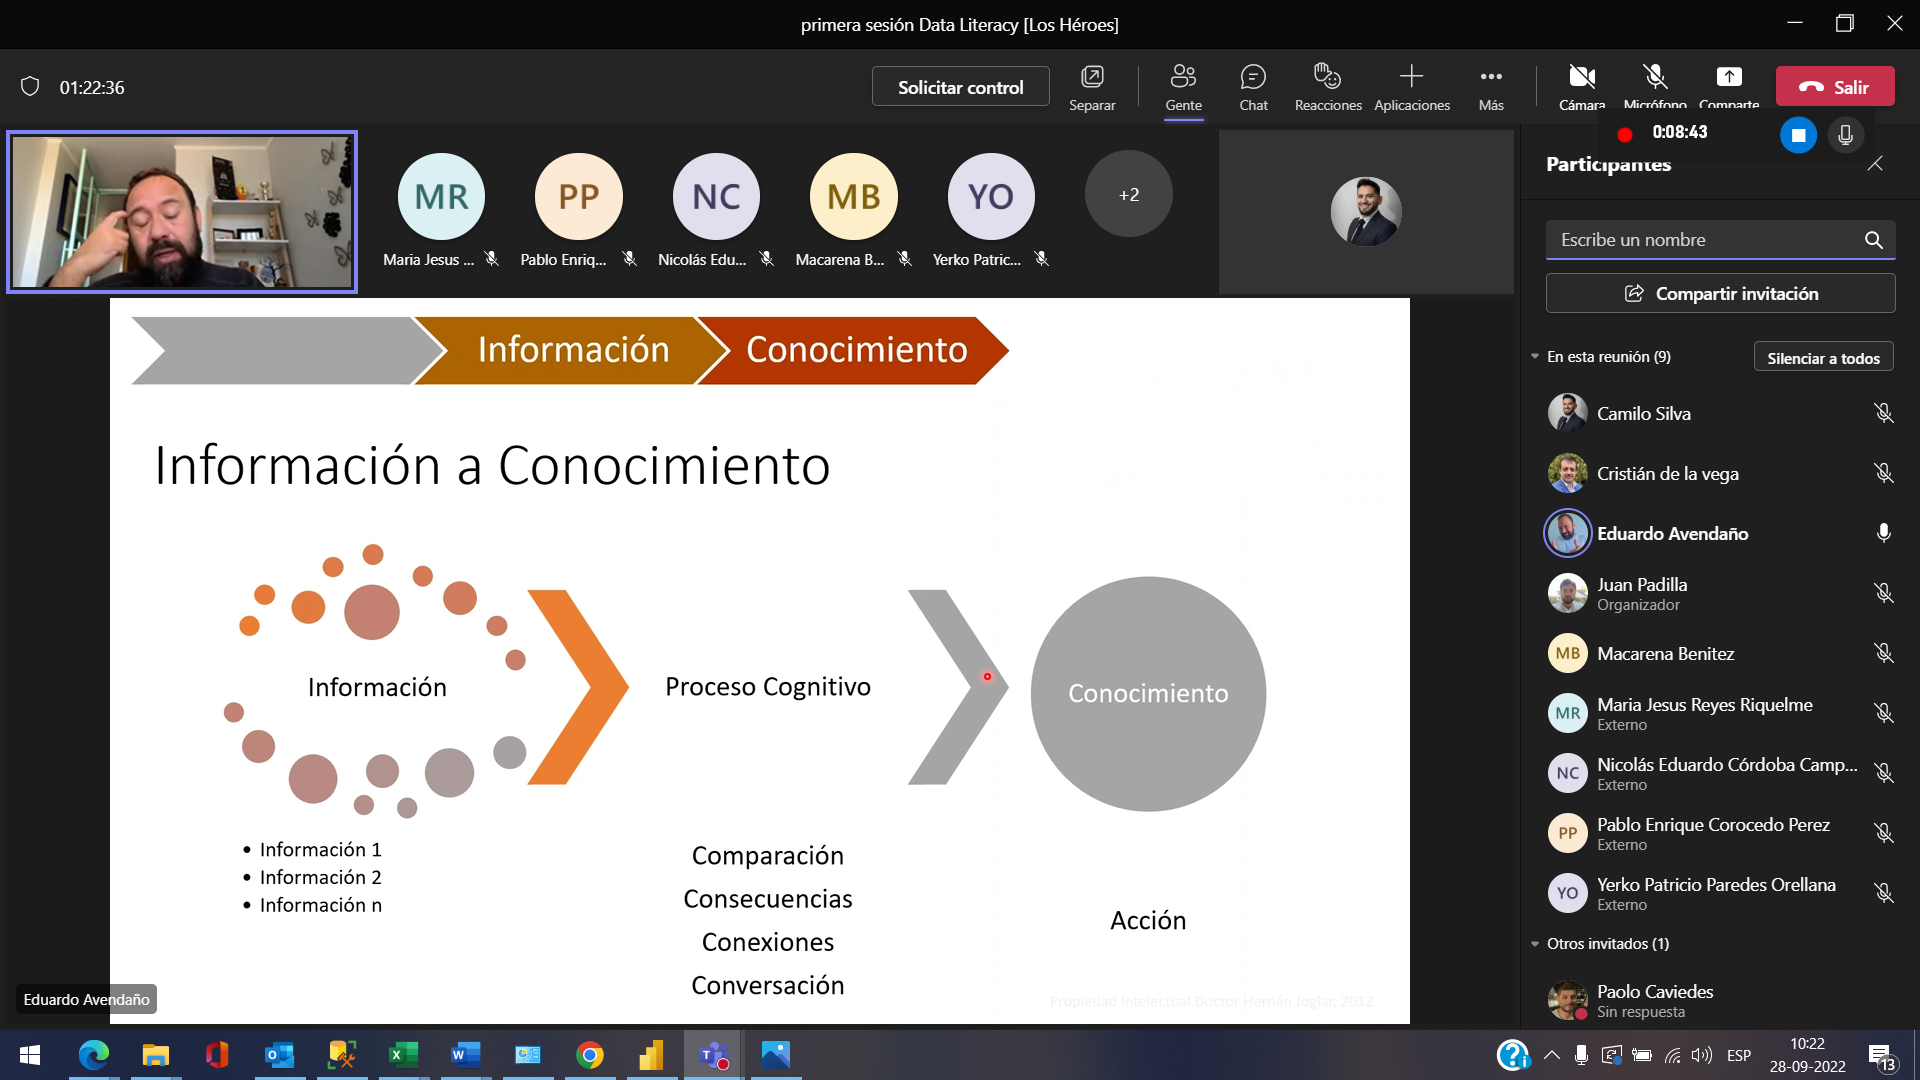 primera sesión Data Literacy [Los Héroes]
01:22:36
Solicitar control
Separar
Gente
Chat
Reacciones
Aplicaciones
Más
Cámara
Micrófono
Comparte
Salir
0:08:43
MR
PP
NC
MB
YO
+2
Maria Jesus ...
Pablo Enriq...
Nicolás Edu...
Macarena B...
Yerko Patric...
Información
Conocimiento
Información a Conocimiento
Información
Proceso Cognitivo
Conocimiento
• Información 1
• Información 2
• Información n
Comparación
Consecuencias
Conexiones
Conversación
Acción
Propiedad Intelectual Doctor Hernán Joglar, 2012
Eduardo Avendaño
Participantes
Escribe un nombre
Compartir invitación
En esta reunión (9)
Silenciar a todos
Camilo Silva
Cristián de la vega
Eduardo Avendaño
Juan Padilla
Organizador
MB
Macarena Benitez
MR
Maria Jesus Reyes Riquelme
Externo
NC
Nicolás Eduardo Córdoba Camp...
Externo
PP
Pablo Enrique Corocedo Perez
Externo
YO
Yerko Patricio Paredes Orellana
Externo
Otros invitados (1)
Paolo Caviedes
Sin respuesta
ESP
10:22
28-09-2022
13